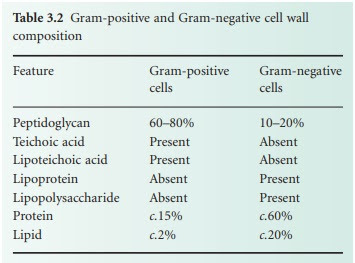 Table 3.2 Gram-positive and Gram-negative cell wall
composition
Feature Gram-positive Gram-negative
cells cells
Peptidoglycan 60–80% 10–20%
Teichoic acid Present Absent
Lipoteichoic acid Present Absent
Lipoprotein Absent Present
Lipopolysaccharide Absent Present
Protein c.15% c.60%
Lipid c.2% c.20%